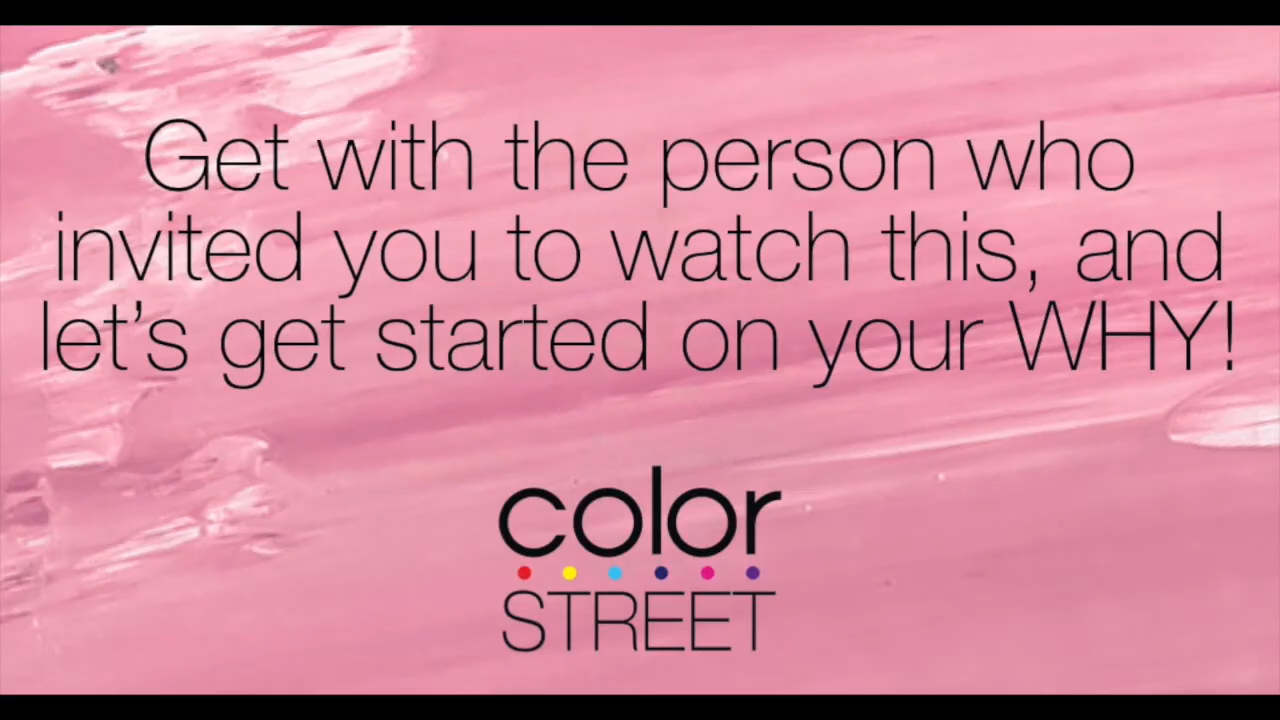 Get with the person who
invited you to watch this, and
let's get started on your WHY!
color
STREET